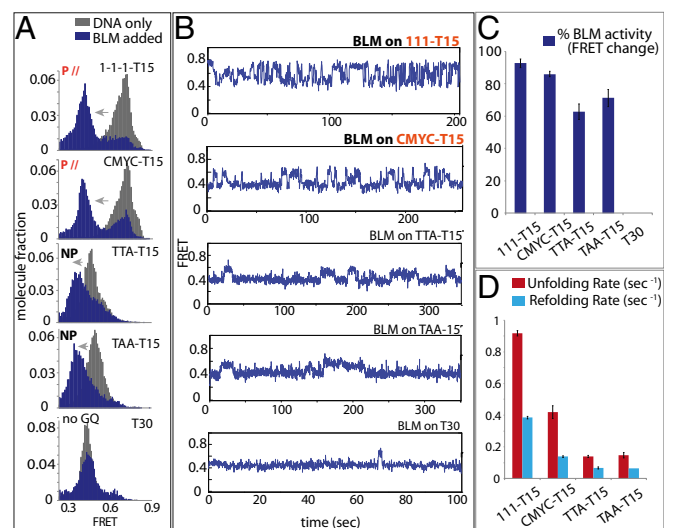 A
DNA only
BLM added
P //
1-1-1-T15
0.06
0.03
0
P //
CMYC-T15
0.06
0.03
0
NP
TTA-T15
0.06
0.03
0
NP
TAA-T15
0.06
0.03
0
no GQ
T30
0.08
0.04
0
0.3 0.6 0.9
FRET
molecule fraction
B
BLM on 111-T15
0.8
0.4
0
0 100 200
BLM on CMYC-T15
0.8
0.4
0
100 200
BLM on TTA-T15
0.8
0.4
0
0 100 200 300
BLM on TAA-15
0.8
0.4
0
0 100 200 300
BLM on T30
0.8
0.4
0
0 20 40 60 80 100
time (sec)
FRET
C
% BLM activity
(FRET change)
100
80
60
40
20
0
111-T15
CMYC-T15
TTA-T15
TAA-T15
T30
D
Unfolding Rate (sec -1)
Refolding Rate (sec -1)
1
0.8
0.6
0.4
0.2
0
111-T15
CMYC-T15
TTA-T15
TAA-T15